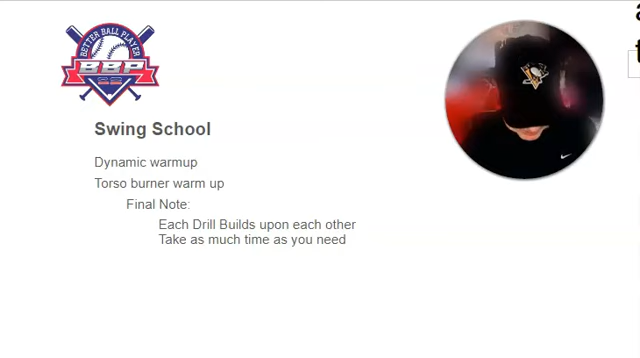 BETTER BALL PLAYER
BBP
Swing School
Dynamic warmup
Torso burner warm up
Final Note:
Each Drill Builds upon each other
Take as much time as you need